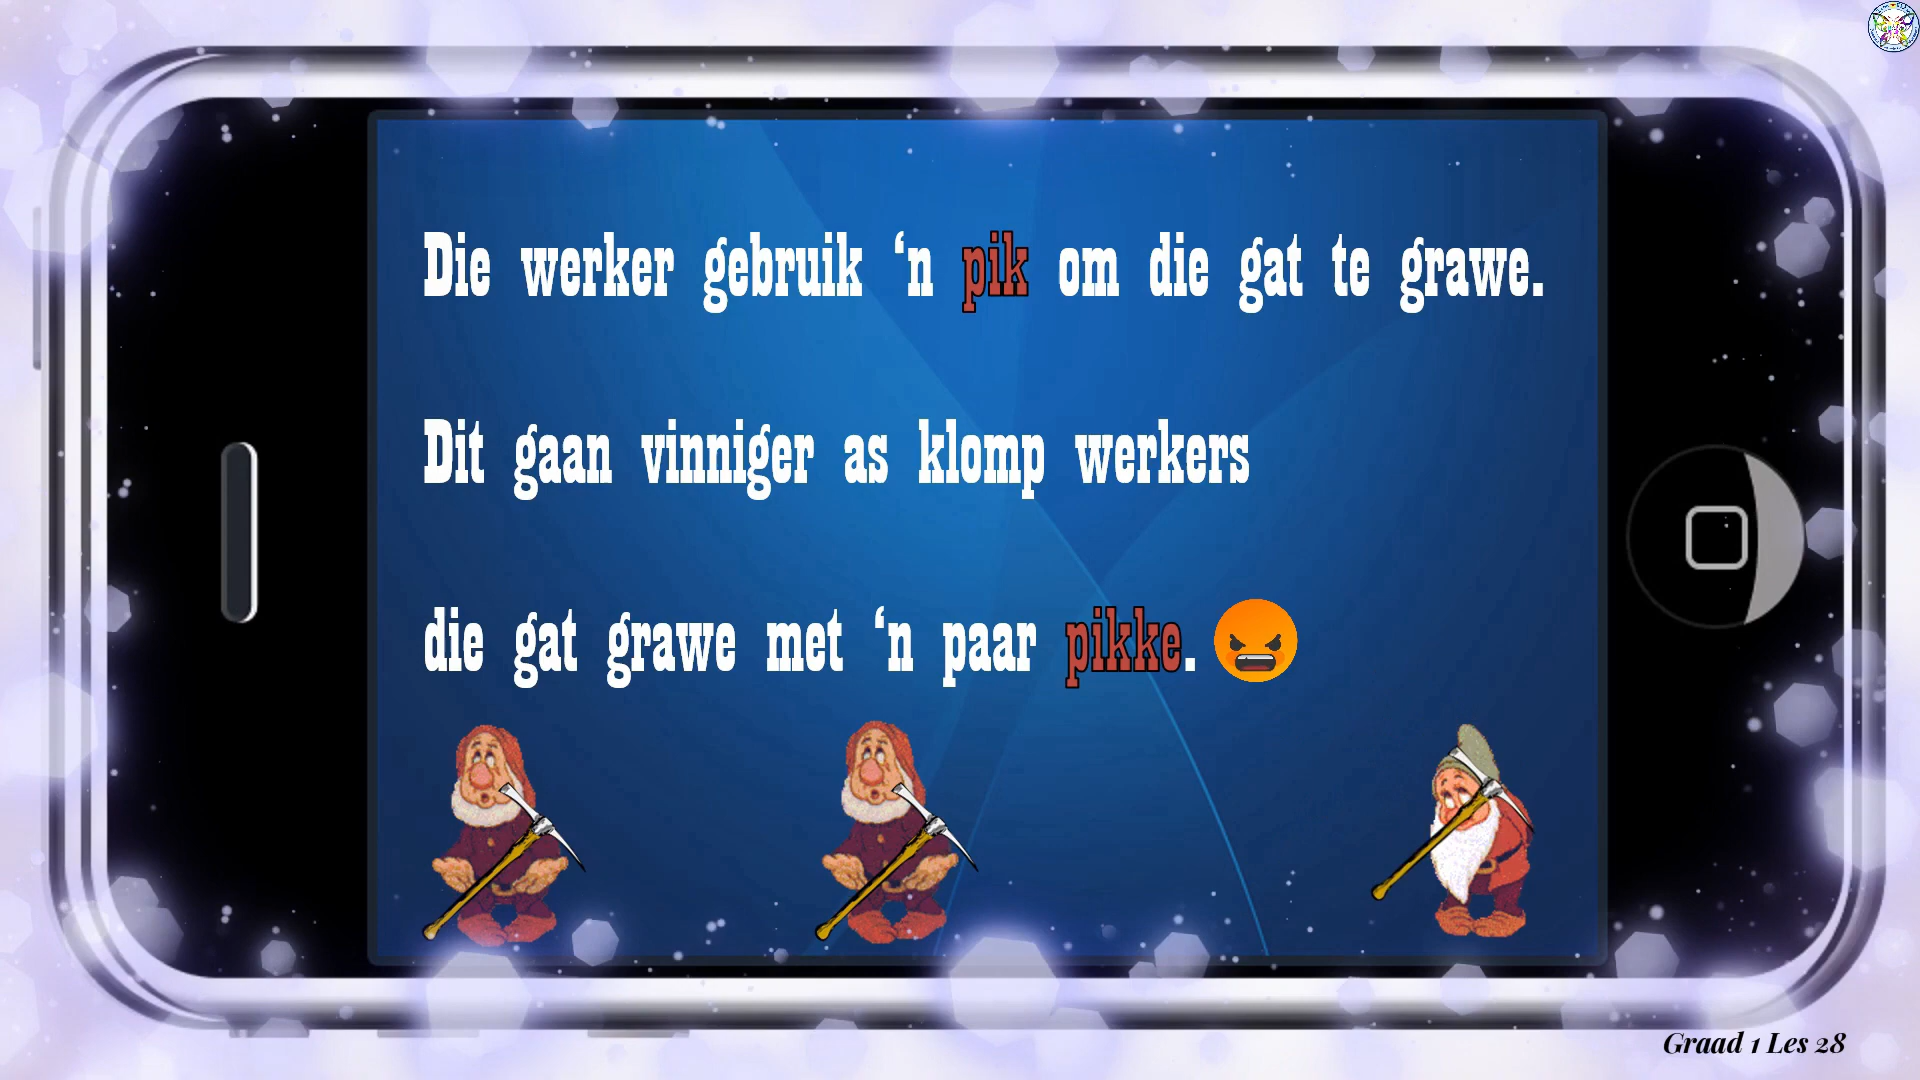 Die werker gebruik ‘n pik om die gat te grawe.
Dit gaan vinniger as klomp werkers
die gat grawe met ‘n paar pikke.
Graad 1 Les 28